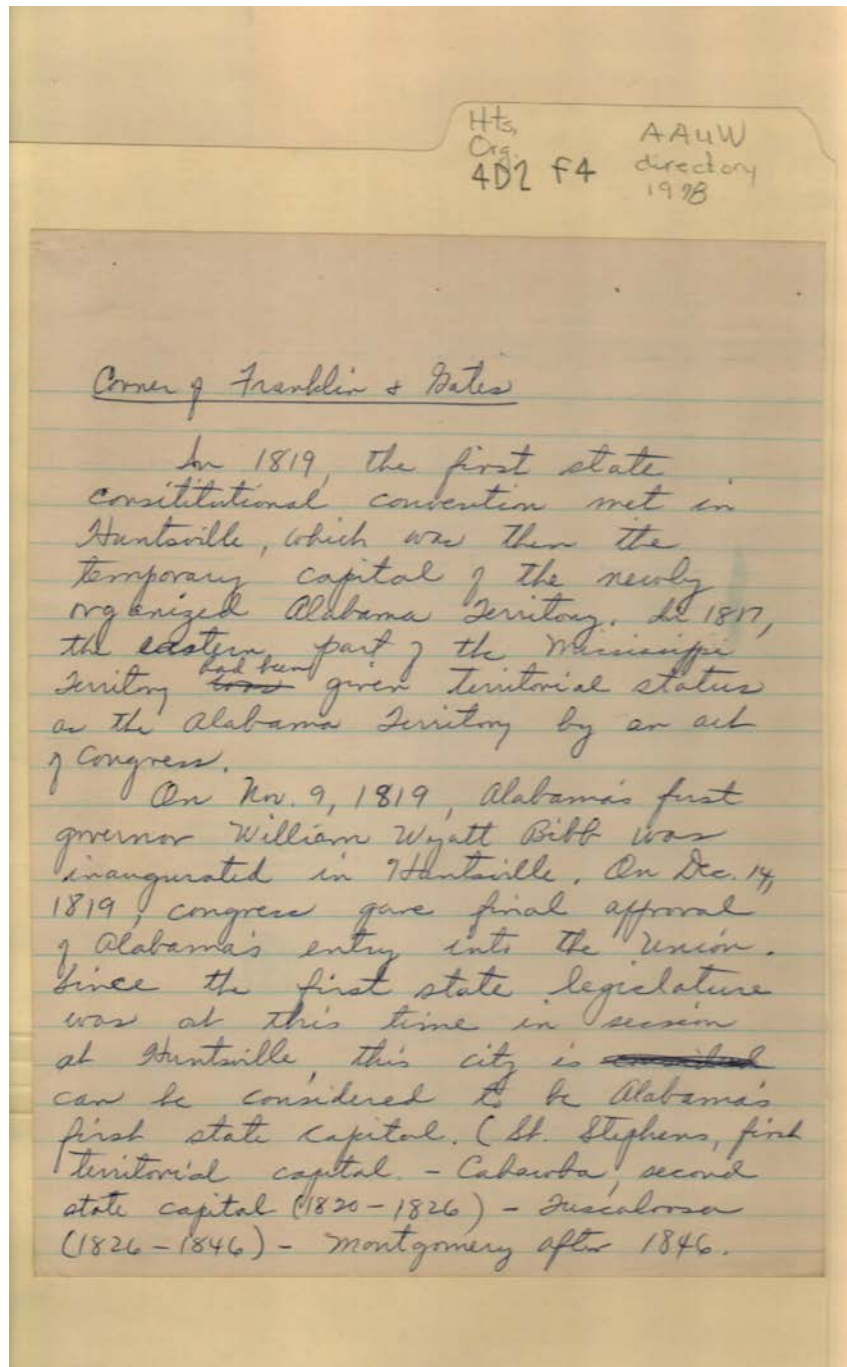 Hts,
Org.
4D2 F4
AAUW
directory
1978
Corner of Franklin & Gates
In 1819, the first state
consititutional convention met in
Huntsville, which was then the
temporary capital of the newly
organized Alabama Territory. In 1817,
the eastern part of the Mississippi
Territory was had been given territorial status
as the Alabama Territory by an act
of Congress.
On Nov. 9, 1819, Alabama's first
governor William Wyatt Bibb was
inaugurated in Huntsville. On Dec. 14,
1819, congress gave final approval
of Alabama's entry into the Union.
Since the first state legislature
was at this time in session
at Huntsville, this city is
can be considered to be Alabama's
first state capital. (St. Stephens, first
territorial capital. - Cahawba, second
state capital (1820-1826) - Tuscaloosa
(1826-1846) - Montgomery after 1846.